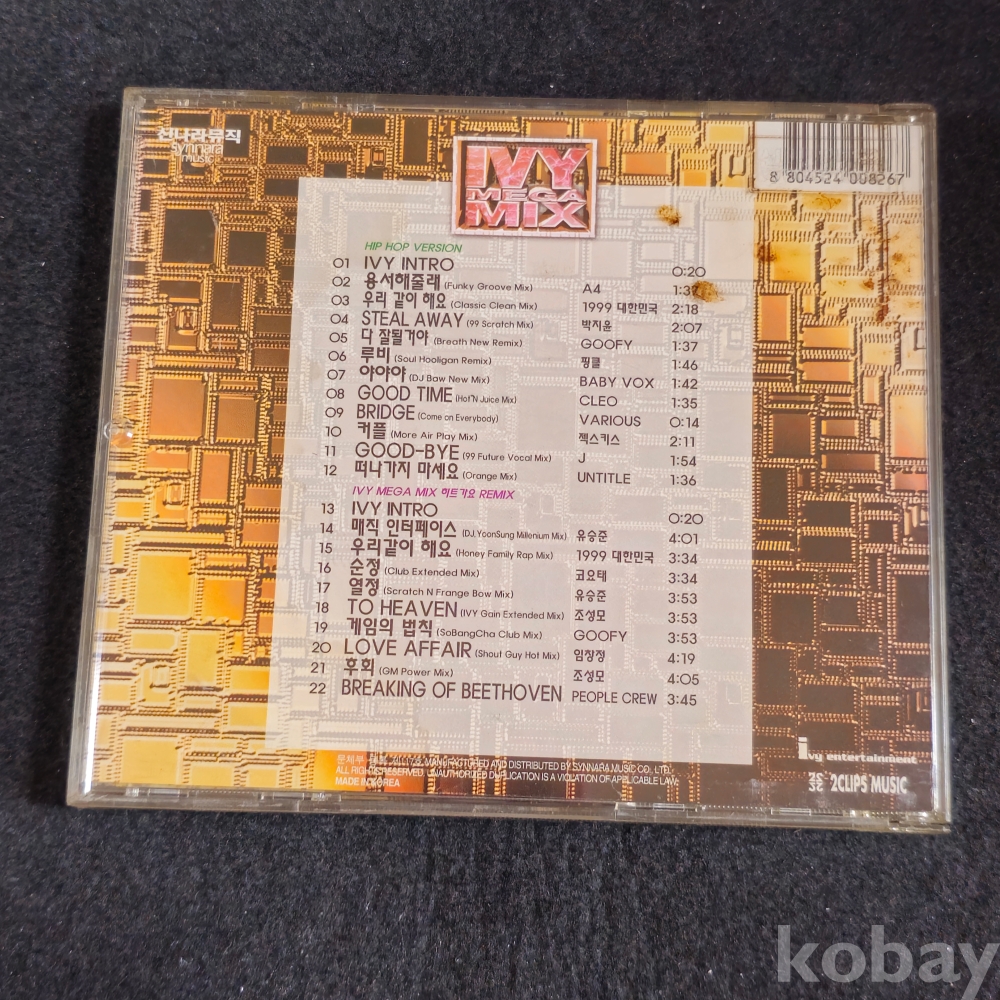 신나라뮤직
synnara
music
IVY
MEGA
MIX
8 804524 008267
HIP HOP VERSION
01 IVY INTRO 0:20
02 용서해줄래 (Funky Groove Mix) A4 1:37
03 우리 같이 해요 (Classic Clean Mix) 1999 대한민국 2:18
04 STEAL AWAY (99 Scratch Mix) 박지윤 2:07
05 다 잘될거야 (Breath New Remix) GOOFY 1:37
06 루비 (Soul Hooligan Remix) 핑클 1:46
07 야야야 (DJ Baw New Mix) BABY VOX 1:42
08 GOOD TIME (Hot'N Juice Mix) CLEO 1:35
09 BRIDGE (Come on Everybody) VARIOUS 0:14
10 커플 (More Air Play Mix) 젝스키스 2:11
11 GOOD-BYE (99 Future Vocal Mix) J 1:54
12 떠나가지 마세요 (Orange Mix) UNTITLE 1:36
IVY MEGA MIX 히트가요 REMIX
13 IVY INTRO 0:20
14 매직 인터페이스 (DJ.YoonSung Millenium Mix) 유승준 4:01
15 우리같이 해요 (Honey Family Rap Mix) 1999 대한민국 3:34
16 순정 (Club Extended Mix) 코요태 3:34
17 열정 (Scratch N Frange Bow Mix) 유승준 3:53
18 TO HEAVEN (IVY Gain Extended Mix) 조성모 3:53
19 게임의 법칙 (SoBangCha Club Mix) GOOFY 3:53
20 LOVE AFFAIR (Shout Guy Hot Mix) 임창정 4:19
21 후회 (GM Power Mix) 조성모 4:05
22 BREAKING OF BEETHOVEN PEOPLE CREW 3:45
MANUFACTURED AND DISTRIBUTED BY SYNNARA MUSIC CO., LTD.
ALL RIGHTS RESERVED. UNAUTHORIZED DUPLICATION IS A VIOLATION OF APPLICABLE LAW.
MADE IN KOREA
ivy entertainment
2CLIPS MUSIC
kobay